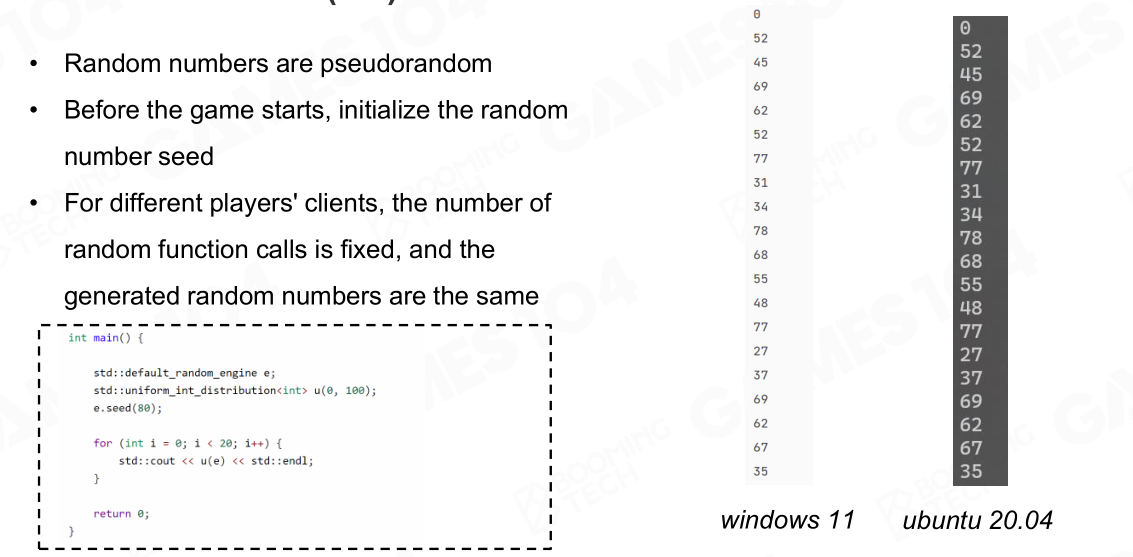 • Random numbers are pseudorandom
• Before the game starts, initialize the random
number seed
• For different players' clients, the number of
random function calls is fixed, and the
generated random numbers are the same
int main() {
std::default_random_engine e;
std::uniform_int_distribution<int> u(0, 100);
e.seed(80);
for (int i = 0; i < 20; i++) {
std::cout << u(e) << std::endl;
}
return 0;
}
0
52
45
69
62
52
77
31
34
78
68
55
48
77
27
37
69
62
67
35
windows 11
0
52
45
69
62
52
77
31
34
78
68
55
48
77
27
37
69
62
67
35
ubuntu 20.04
GAMES104
BOOMING
TECH